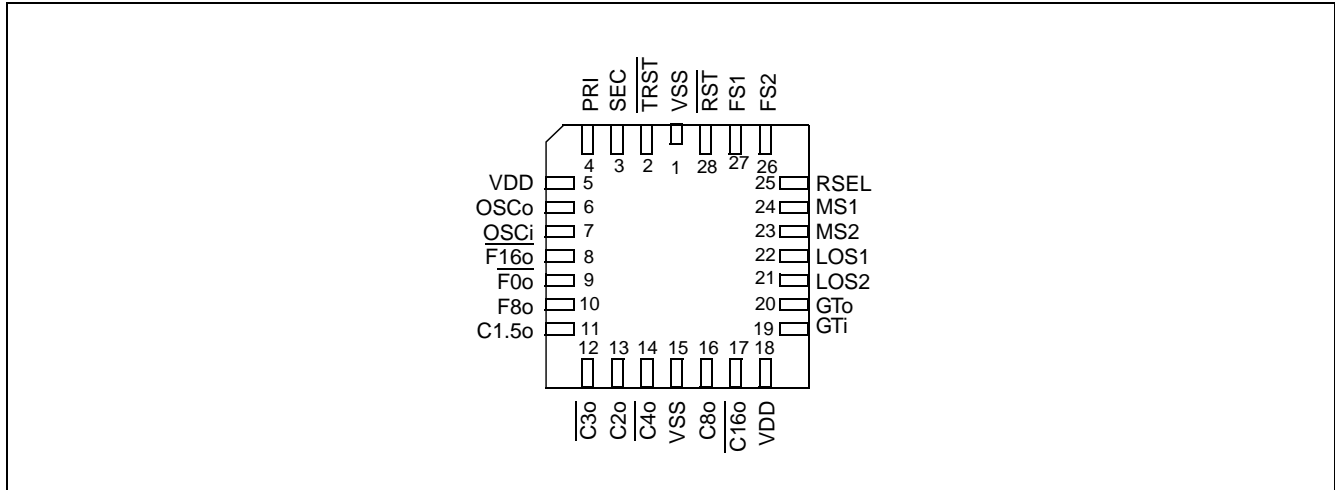 PRI SEC TRST VSS RST FS1 FS2
4 3 2 1 28 27 26
VDD 5 25 RSEL
OSCo 6 24 MS1
OSCi 7 23 MS2
F16o 8 22 LOS1
F0o 9 21 LOS2
F8o 10 20 GTo
C1.5o 11 19 GTi
12 13 14 15 16 17 18
C3o C2o C4o VSS C8o C16o VDD